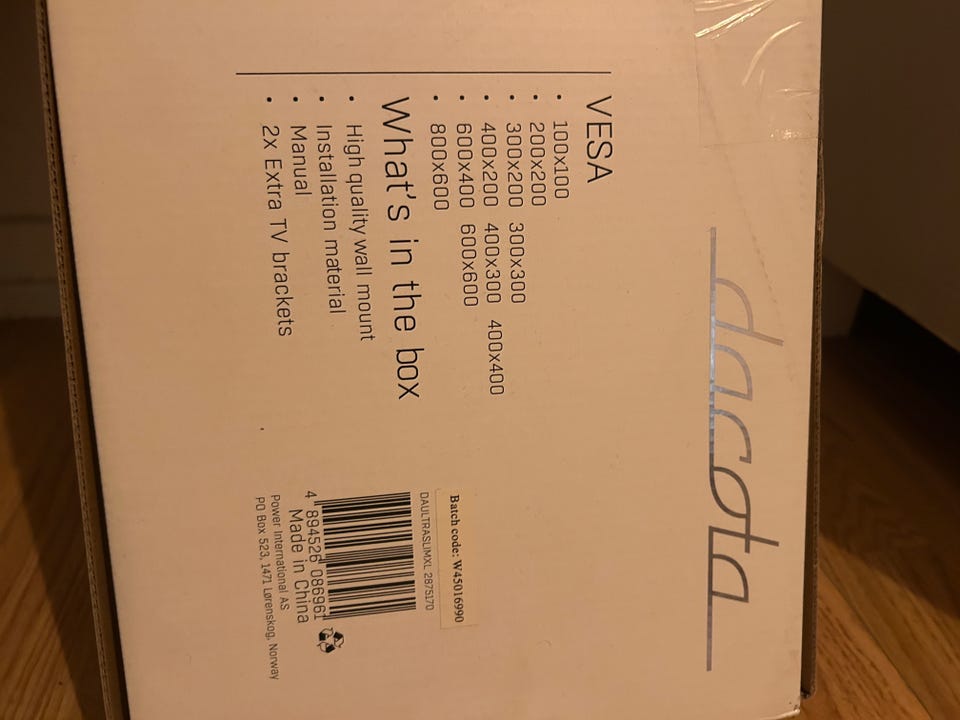 dacota
VESA
• 100x100
• 200x200
• 300x200 300x300
• 400x200 400x300 400x400
• 600x400 600x600
• 800x600
What's in the box
• High quality wall mount
• Installation material
• Manual
• 2x Extra TV brackets
Batch code: W45016990
DAULTRASLIMXL 2875170
4 894526 086961
Made in China
Power International AS
PO Box 523, 1471 Lørenskog, Norway